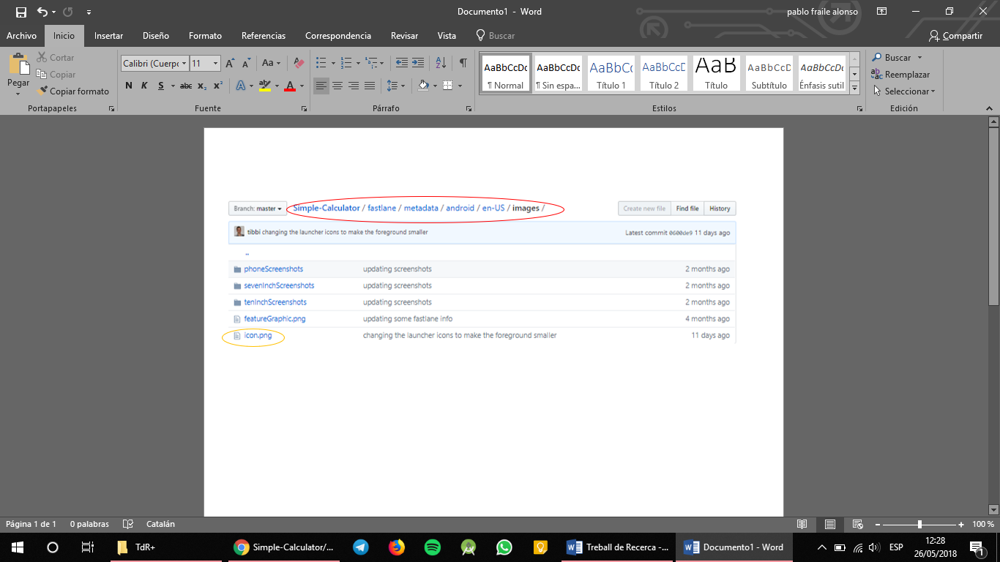 Documento1 - Word
pablo fraile alonso
Archivo Inicio Insertar Diseño Formato Referencias Correspondencia Revisar Vista Buscar Compartir
Pegar
Cortar
Copiar
Copiar formato
Portapapeles
Calibri (Cuerpo 11
Aa
N K S abc x₂ x²
A aby A
Fuente
Párrafo
AaBbCcDc AaBbCcDc AaBbCc AaBbCcD AaB AaBbCcD AaBbCcDc
¶ Normal ¶ Sin espa... Título 1 Título 2 Título Subtítulo Énfasis sutil
Estilos
Buscar
Reemplazar
Seleccionar
Edición
Branch: master Simple-Calculator / fastlane / metadata / android / en-US / images / Create new file Find file History
tibbi changing the launcher icons to make the foreground smaller Latest commit 0600de9 11 days ago
..
phoneScreenshots updating screenshots 2 months ago
sevenInchScreenshots updating screenshots 2 months ago
tenInchScreenshots updating screenshots 2 months ago
featureGraphic.png updating some fastlane info 4 months ago
icon.png changing the launcher icons to make the foreground smaller 11 days ago
Página 1 de 1 0 palabras Catalán 100 %
TdR+ Simple-Calculator/... Treball de Recerca -... Documento1 - Word ESP 12:28
26/05/2018 1